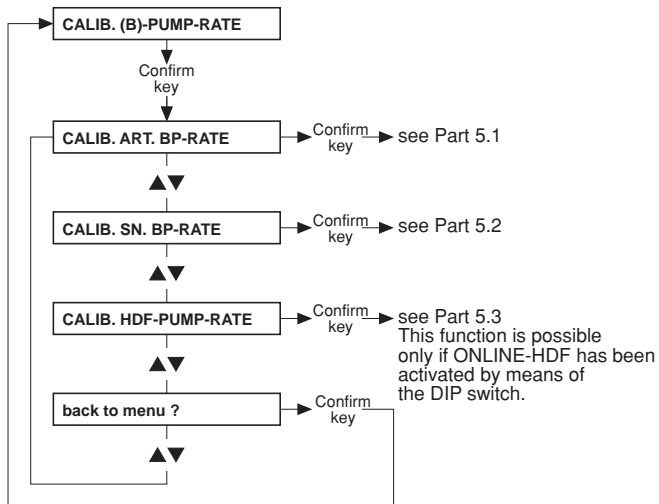 CALIB. (B)-PUMP-RATE
Confirm
key
CALIB. ART. BP-RATE
Confirm
key
see Part 5.1
▲▼
CALIB. SN. BP-RATE
Confirm
key
see Part 5.2
▲▼
CALIB. HDF-PUMP-RATE
Confirm
key
see Part 5.3
This function is possible
only if ONLINE-HDF has been
activated by means of
the DIP switch.
▲▼
back to menu ?
Confirm
key
▲▼